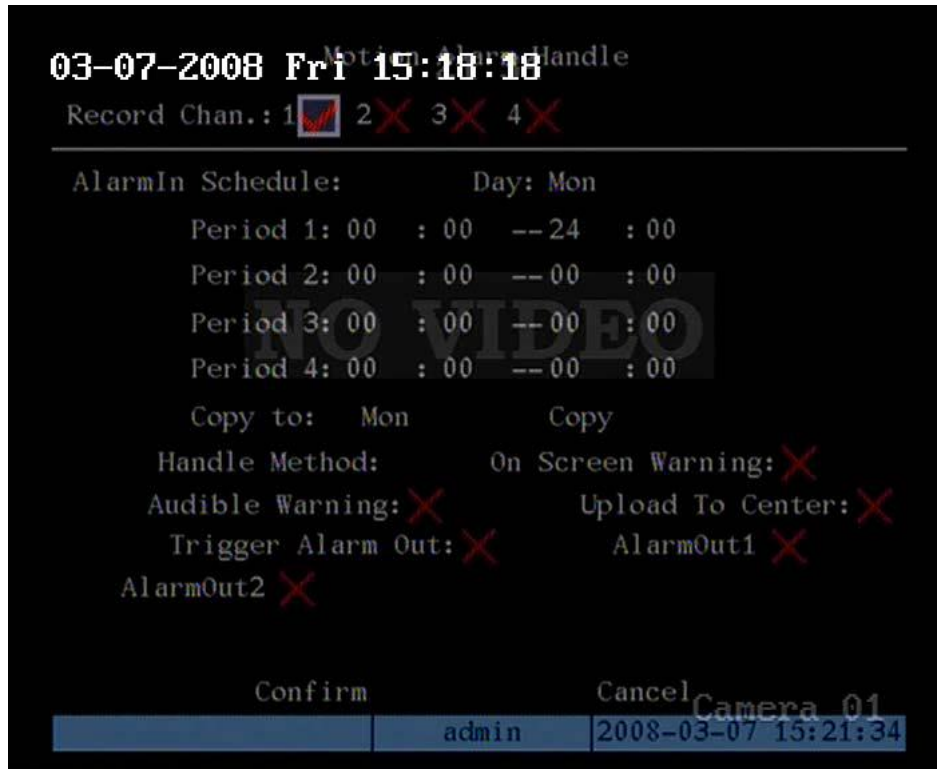 Motion Alarm Handle
03-07-2008 Fri 15:18:18
Record Chan.: 1 2 3 4
AlarmIn Schedule: Day: Mon
Period 1: 00 : 00 -- 24 : 00
Period 2: 00 : 00 -- 00 : 00
Period 3: 00 : 00 -- 00 : 00
Period 4: 00 : 00 -- 00 : 00
NO VIDEO
Copy to: Mon Copy
Handle Method: On Screen Warning:
Audible Warning: Upload To Center:
Trigger Alarm Out: AlarmOut1
AlarmOut2
Confirm Cancel
Camera 01
admin 2008-03-07 15:21:34